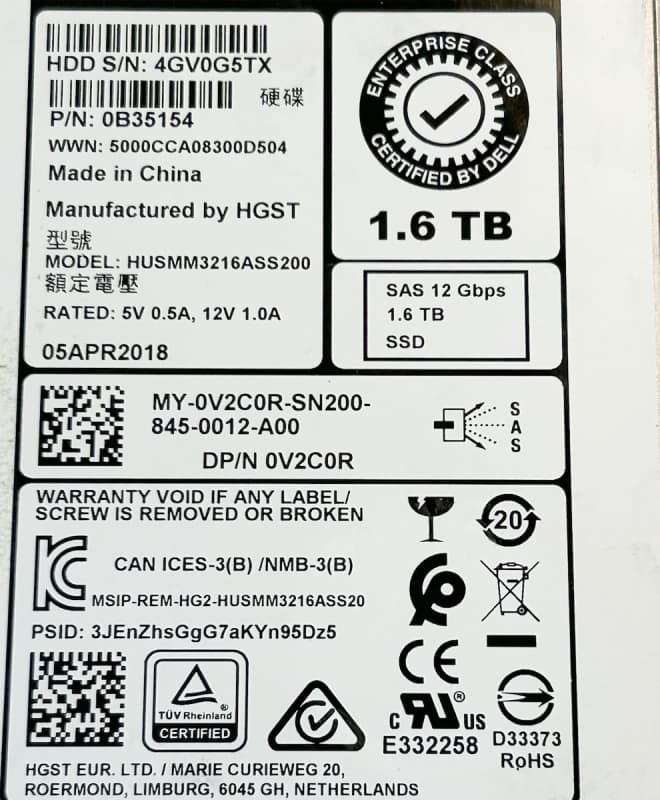 HDD S/N: 4GV0G5TX
硬碟
P/N: 0B35154
WWN: 5000CCA08300D504
Made in China
Manufactured by HGST
型號
MODEL: HUSMM3216ASS200
額定電壓
RATED: 5V 0.5A, 12V 1.0A
05APR2018
ENTERPRISE CLASS
CERTIFIED BY DELL
1.6 TB
SAS 12 Gbps
1.6 TB
SSD
MY-0V2C0R-SN200-
845-0012-A00
DP/N 0V2C0R
S
A
S
WARRANTY VOID IF ANY LABEL/
SCREW IS REMOVED OR BROKEN
20
CAN ICES-3(B) /NMB-3(B)
MSIP-REM-HG2-HUSMM3216ASS20
PSID: 3JEnZhsGgG7aKYn95Dz5
TÜV Rheinland®
CERTIFIED
CE
c RU® US
E332258
D33373
RoHS
HGST EUR. LTD. / MARIE CURIEWEG 20,
ROERMOND, LIMBURG, 6045 GH, NETHERLANDS